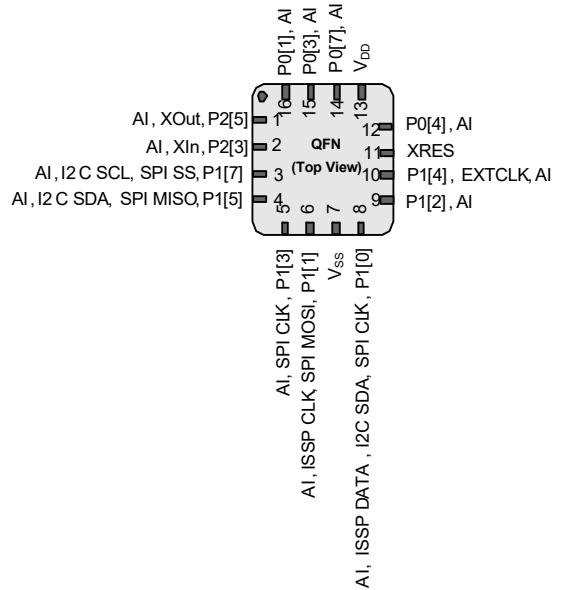 P0[1], AI
P0[3], AI
P0[7], AI
VDD
16
15
14
13
AI, XOut, P2[5]
1
AI, XIn, P2[3]
2
AI, I2C SCL, SPI SS, P1[7]
3
AI, I2C SDA, SPI MISO, P1[5]
4
QFN
(Top View)
12
P0[4], AI
11
XRES
10
P1[4], EXTCLK, AI
9
P1[2], AI
5
6
7
8
AI, SPI CLK, P1[3]
AI, ISSP CLK, SPI MOSI, P1[1]
VSS
AI, ISSP DATA, I2C SDA, SPI CLK, P1[0]